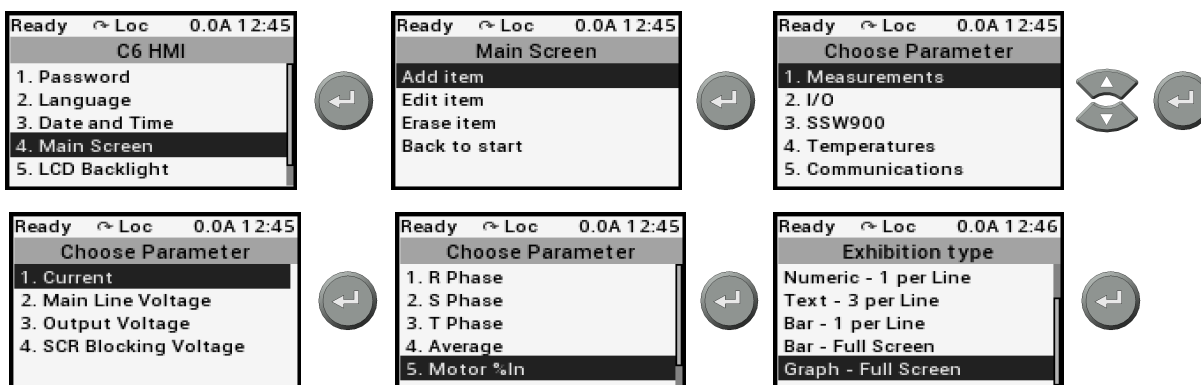 Ready Loc 0.0A 12:45
C6 HMI
1. Password
2. Language
3. Date and Time
4. Main Screen
5. LCD Backlight
Ready Loc 0.0A 12:45
Main Screen
Add item
Edit item
Erase item
Back to start
Ready Loc 0.0A 12:45
Choose Parameter
1. Measurements
2. I/O
3. SSW900
4. Temperatures
5. Communications
Ready Loc 0.0A 12:45
Choose Parameter
1. Current
2. Main Line Voltage
3. Output Voltage
4. SCR Blocking Voltage
Ready Loc 0.0A 12:45
Choose Parameter
1. R Phase
2. S Phase
3. T Phase
4. Average
5. Motor %In
Ready Loc 0.0A 12:46
Exhibition type
Numeric - 1 per Line
Text - 3 per Line
Bar - 1 per Line
Bar - Full Screen
Graph - Full Screen